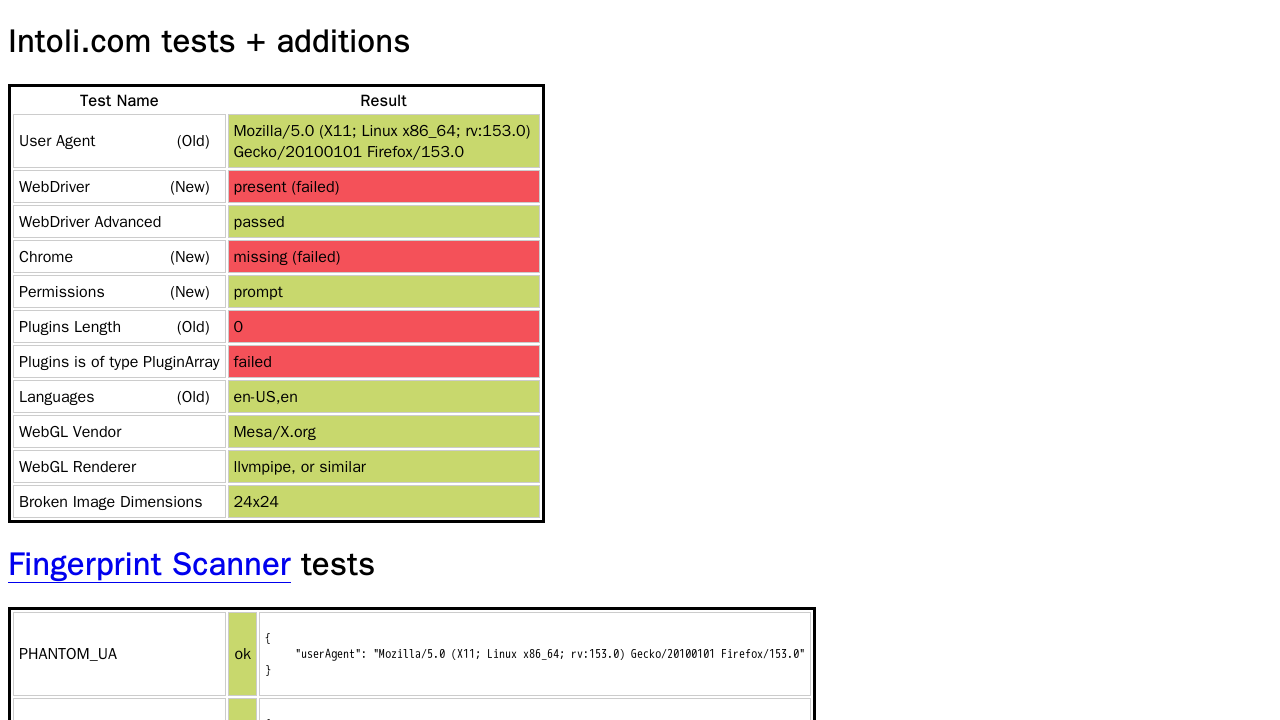 Intoli.com tests + additions
Test Name Result
User Agent (Old) Mozilla/5.0 (X11; Linux x86_64; rv:153.0)
Gecko/20100101 Firefox/153.0
WebDriver (New) present (failed)
WebDriver Advanced passed
Chrome (New) missing (failed)
Permissions (New) prompt
Plugins Length (Old) 0
Plugins is of type PluginArray failed
Languages (Old) en-US,en
WebGL Vendor Mesa/X.org
WebGL Renderer llvmpipe, or similar
Broken Image Dimensions 24x24
Fingerprint Scanner tests
{
PHANTOM_UA ok "userAgent": "Mozilla/5.0 (X11; Linux x86_64; rv:153.0) Gecko/20100101 Firefox/153.0"
}